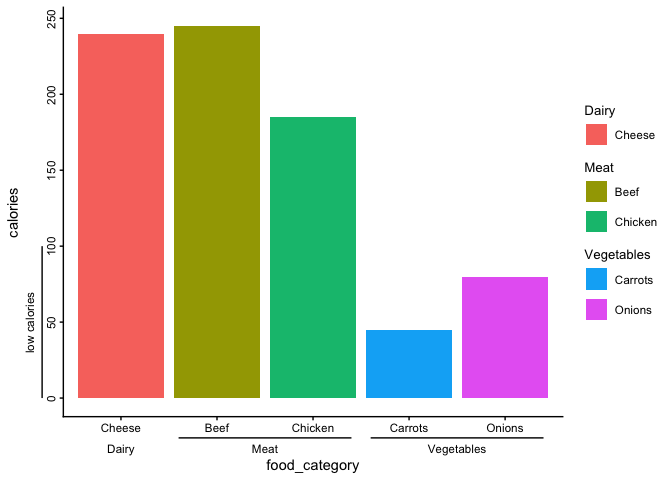 250
200
150
100
50
0
calories
low calories
Cheese Beef Chicken Carrots Onions
Dairy Meat Vegetables
food_category
Dairy
Cheese
Meat
Beef
Chicken
Vegetables
Carrots
Onions